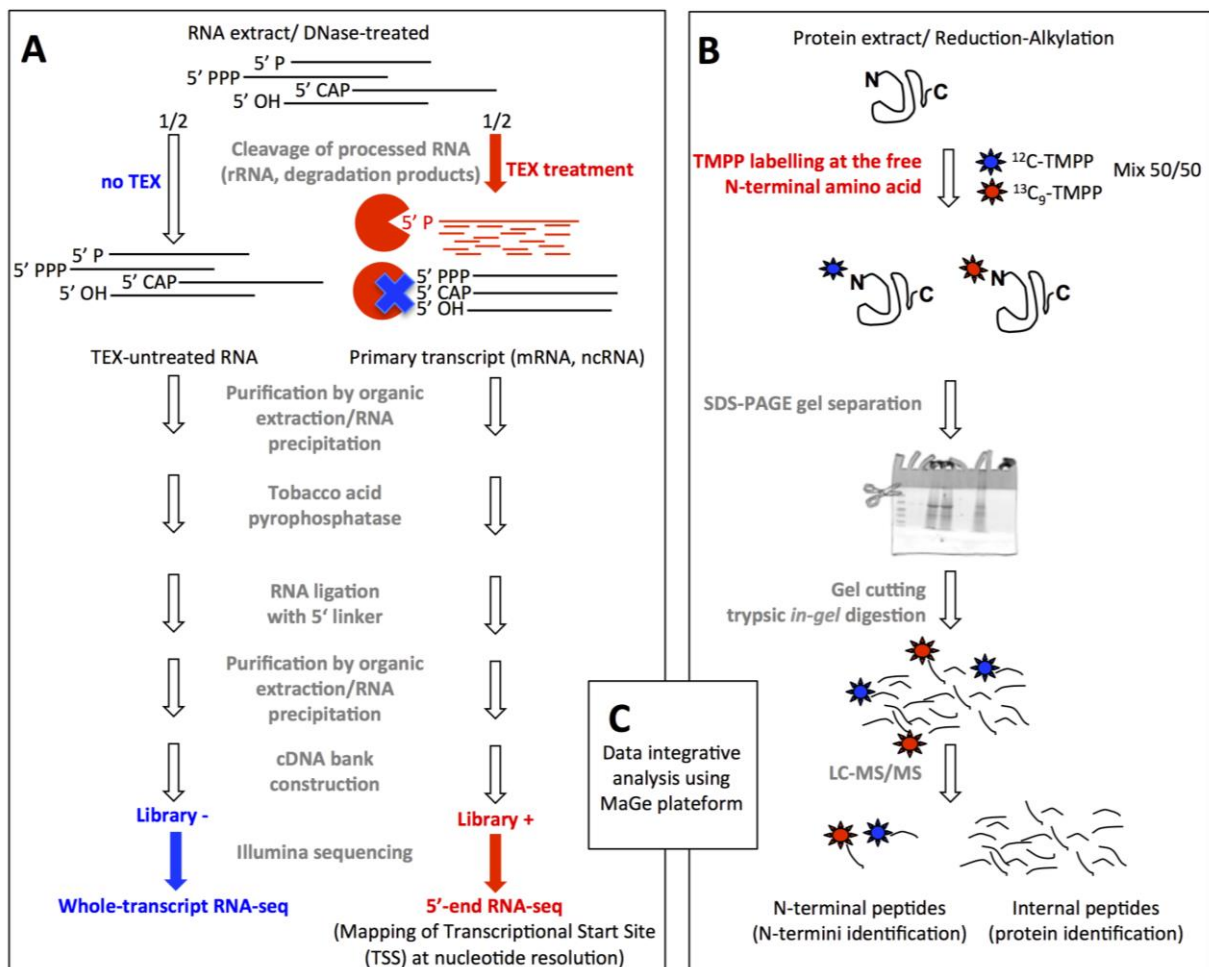 A
RNA extract/ DNase-treated
5' P
5' PPP
5' CAP
5' OH
1/2
1/2
no TEX
Cleavage of processed RNA
(rRNA, degradation products)
TEX treatment
5' P
5' P
5' PPP
5' CAP
5' OH
5' PPP
5' CAP
5' OH
TEX-untreated RNA
Primary transcript (mRNA, ncRNA)
Purification by organic
extraction/RNA
precipitation
Tobacco acid
pyrophosphatase
RNA ligation
with 5' linker
Purification by organic
extraction/RNA
precipitation
cDNA bank
construction
Library -
Library +
Illumina sequencing
Whole-transcript RNA-seq
5'-end RNA-seq
(Mapping of Transcriptional Start Site
(TSS) at nucleotide resolution)
B
Protein extract/ Reduction-Alkylation
N
C
TMPP labelling at the free
N-terminal amino acid
¹²C-TMPP
¹³C₉-TMPP
Mix 50/50
N
C
N
C
SDS-PAGE gel separation
Gel cutting
trypsic in-gel digestion
LC-MS/MS
N-terminal peptides
(N-termini identification)
Internal peptides
(protein identification)
C
Data integrative
analysis using
MaGe plateform